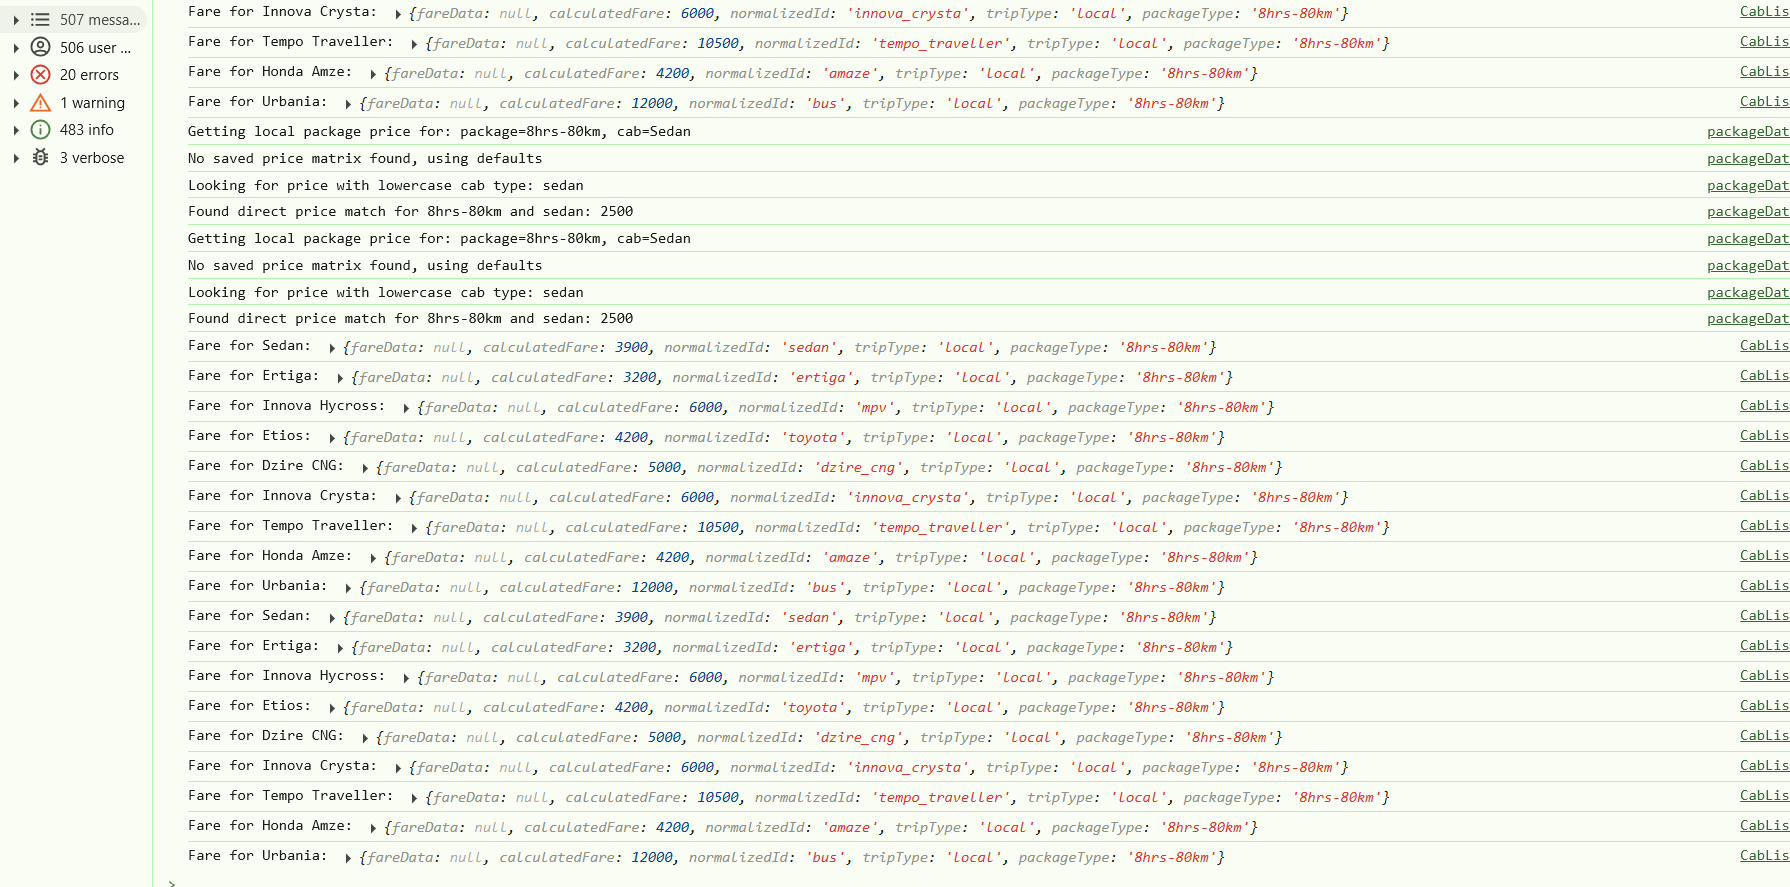 507 messa...
506 user ...
20 errors
1 warning
483 info
3 verbose
Fare for Innova Crysta: {fareData: null, calculatedFare: 6000, normalizedId: 'innova_crysta', tripType: 'local', packageType: '8hrs-80km'} CabLis
Fare for Tempo Traveller: {fareData: null, calculatedFare: 10500, normalizedId: 'tempo_traveller', tripType: 'local', packageType: '8hrs-80km'} CabLis
Fare for Honda Amze: {fareData: null, calculatedFare: 4200, normalizedId: 'amaze', tripType: 'local', packageType: '8hrs-80km'} CabLis
Fare for Urbania: {fareData: null, calculatedFare: 12000, normalizedId: 'bus', tripType: 'local', packageType: '8hrs-80km'} CabLis
Getting local package price for: package=8hrs-80km, cab=Sedan packageDat
No saved price matrix found, using defaults packageDat
Looking for price with lowercase cab type: sedan packageDat
Found direct price match for 8hrs-80km and sedan: 2500 packageDat
Getting local package price for: package=8hrs-80km, cab=Sedan packageDat
No saved price matrix found, using defaults packageDat
Looking for price with lowercase cab type: sedan packageDat
Found direct price match for 8hrs-80km and sedan: 2500 packageDat
Fare for Sedan: {fareData: null, calculatedFare: 3900, normalizedId: 'sedan', tripType: 'local', packageType: '8hrs-80km'} CabLis
Fare for Ertiga: {fareData: null, calculatedFare: 3200, normalizedId: 'ertiga', tripType: 'local', packageType: '8hrs-80km'} CabLis
Fare for Innova Hycross: {fareData: null, calculatedFare: 6000, normalizedId: 'mpv', tripType: 'local', packageType: '8hrs-80km'} CabLis
Fare for Etios: {fareData: null, calculatedFare: 4200, normalizedId: 'toyota', tripType: 'local', packageType: '8hrs-80km'} CabLis
Fare for Dzire CNG: {fareData: null, calculatedFare: 5000, normalizedId: 'dzire_cng', tripType: 'local', packageType: '8hrs-80km'} CabLis
Fare for Innova Crysta: {fareData: null, calculatedFare: 6000, normalizedId: 'innova_crysta', tripType: 'local', packageType: '8hrs-80km'} CabLis
Fare for Tempo Traveller: {fareData: null, calculatedFare: 10500, normalizedId: 'tempo_traveller', tripType: 'local', packageType: '8hrs-80km'} CabLis
Fare for Honda Amze: {fareData: null, calculatedFare: 4200, normalizedId: 'amaze', tripType: 'local', packageType: '8hrs-80km'} CabLis
Fare for Urbania: {fareData: null, calculatedFare: 12000, normalizedId: 'bus', tripType: 'local', packageType: '8hrs-80km'} CabLis
Fare for Sedan: {fareData: null, calculatedFare: 3900, normalizedId: 'sedan', tripType: 'local', packageType: '8hrs-80km'} CabLis
Fare for Ertiga: {fareData: null, calculatedFare: 3200, normalizedId: 'ertiga', tripType: 'local', packageType: '8hrs-80km'} CabLis
Fare for Innova Hycross: {fareData: null, calculatedFare: 6000, normalizedId: 'mpv', tripType: 'local', packageType: '8hrs-80km'} CabLis
Fare for Etios: {fareData: null, calculatedFare: 4200, normalizedId: 'toyota', tripType: 'local', packageType: '8hrs-80km'} CabLis
Fare for Dzire CNG: {fareData: null, calculatedFare: 5000, normalizedId: 'dzire_cng', tripType: 'local', packageType: '8hrs-80km'} CabLis
Fare for Innova Crysta: {fareData: null, calculatedFare: 6000, normalizedId: 'innova_crysta', tripType: 'local', packageType: '8hrs-80km'} CabLis
Fare for Tempo Traveller: {fareData: null, calculatedFare: 10500, normalizedId: 'tempo_traveller', tripType: 'local', packageType: '8hrs-80km'} CabLis
Fare for Honda Amze: {fareData: null, calculatedFare: 4200, normalizedId: 'amaze', tripType: 'local', packageType: '8hrs-80km'} CabLis
Fare for Urbania: {fareData: null, calculatedFare: 12000, normalizedId: 'bus', tripType: 'local', packageType: '8hrs-80km'} CabLis